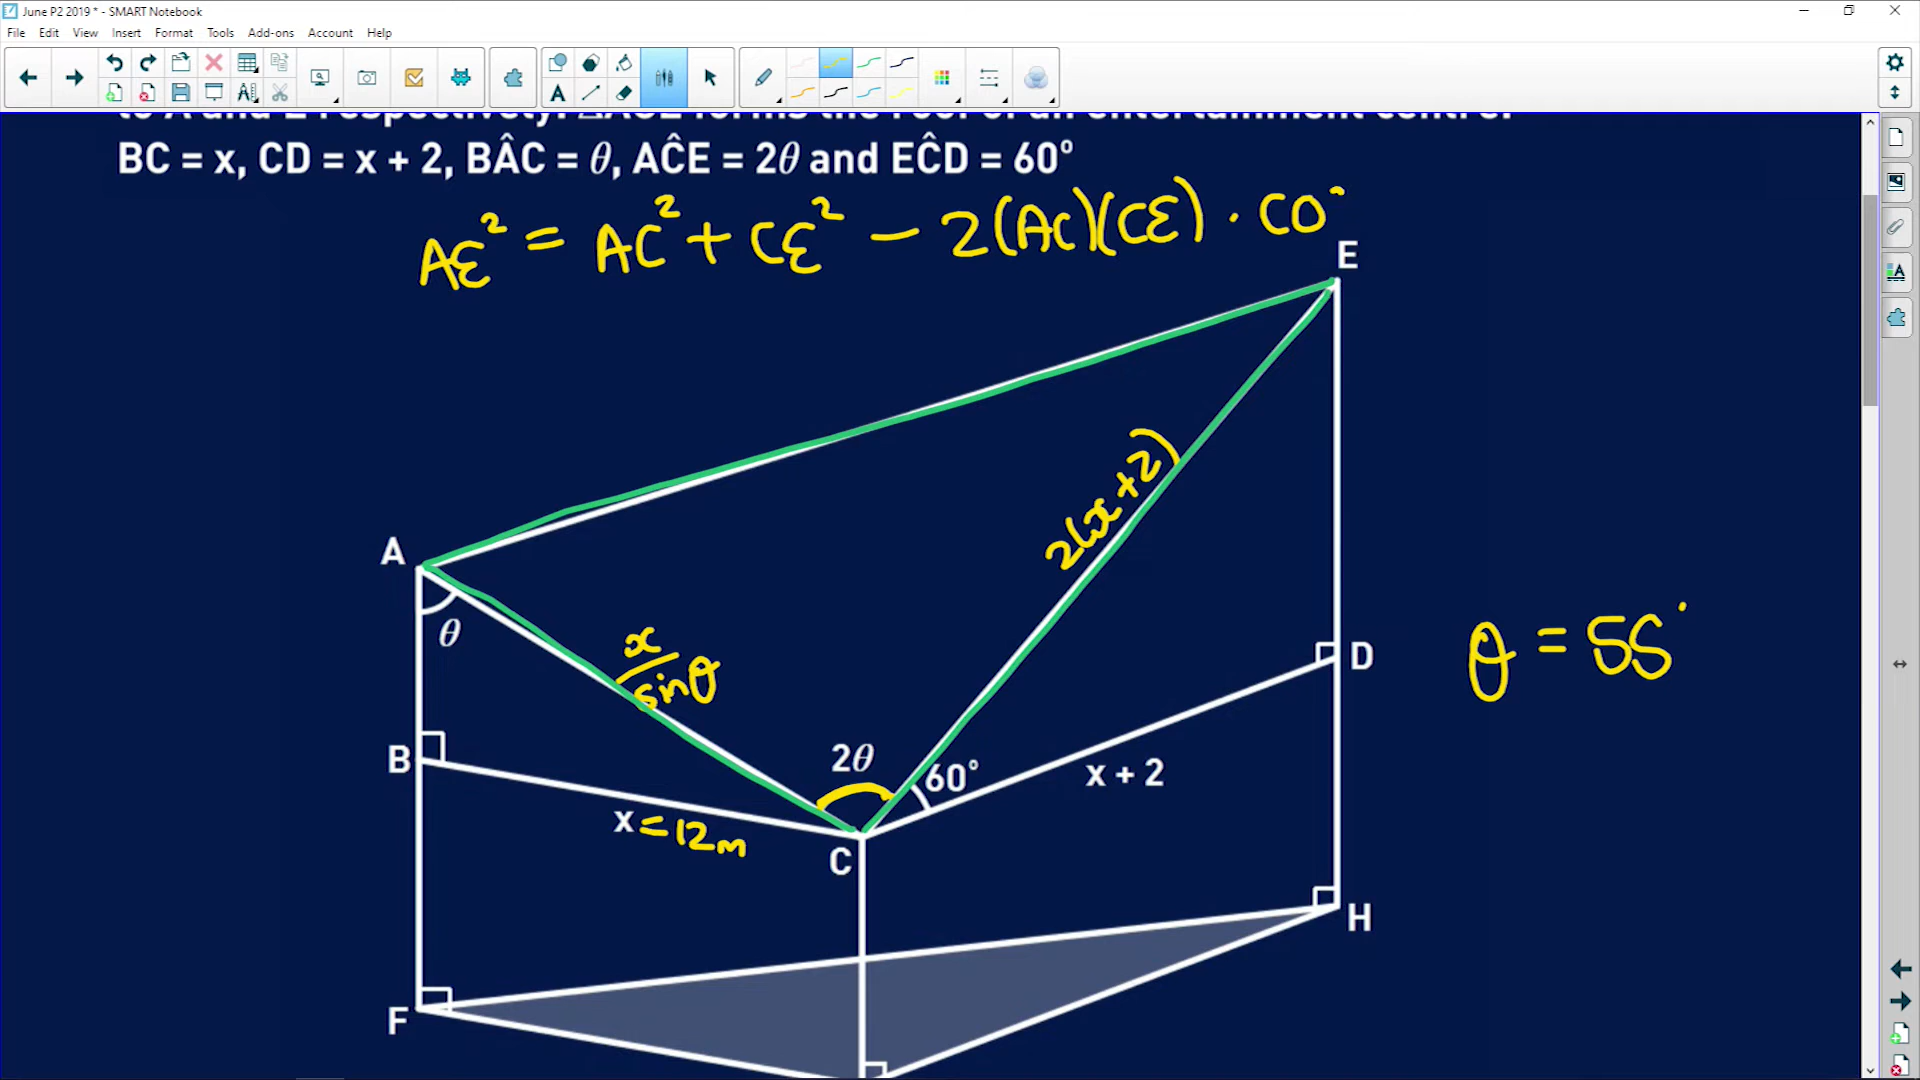 June P2 2019 * - SMART Notebook
File Edit View Insert Format Tools Add-ons Account Help
BC = x, CD = x + 2, BÂC = θ, AĈE = 2θ and EĈD = 60°
AE² = AC² + CE² - 2(AC)(CE) · CO
E
2(x+2)
A
θ
x
sinθ
θ = 55°
D
B
2θ
60°
x + 2
x = 12m
C
H
F